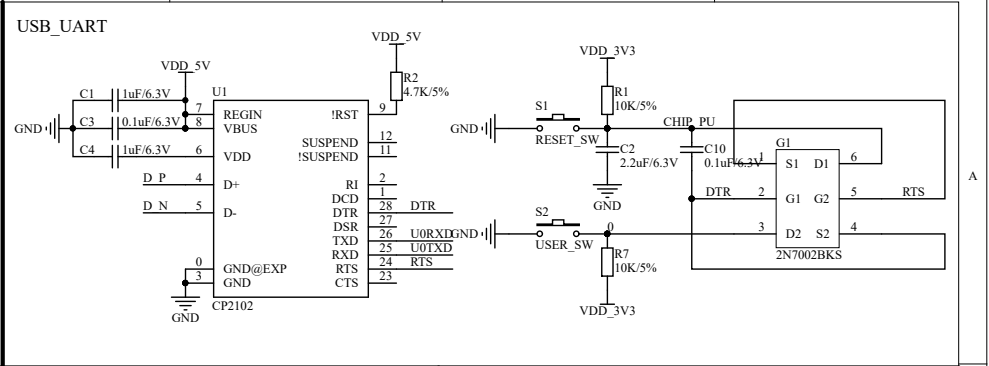 USB_UART
VDD_5V
VDD_5V
VDD_3V3
C1 1uF/6.3V
U1
R2
4.7K/5%
R1
10K/5%
S1
7 REGIN
!RST 9
C3 0.1uF/6.3V
8 VBUS
GND
GND
RESET_SW
CHIP_PU
SUSPEND 12
!SUSPEND 11
C4 1uF/6.3V
6 VDD
C2
2.2uF/6.3V
C10
0.1uF/6.3V
G1
1 S1 D1 6
A
D_P 4 D+
RI 2
DCD 1
GND
DTR 2 G1 G2 5 RTS
D_N 5 D-
DTR 28 DTR
S2
DSR 27
TXD 26 U0RXD
GND
USER_SW
0
3 D2 S2 4
RXD 25 U0TXD
2N7002BKS
0 GND@EXP
RTS 24 RTS
R7
10K/5%
3 GND
CTS 23
CP2102
GND
VDD_3V3